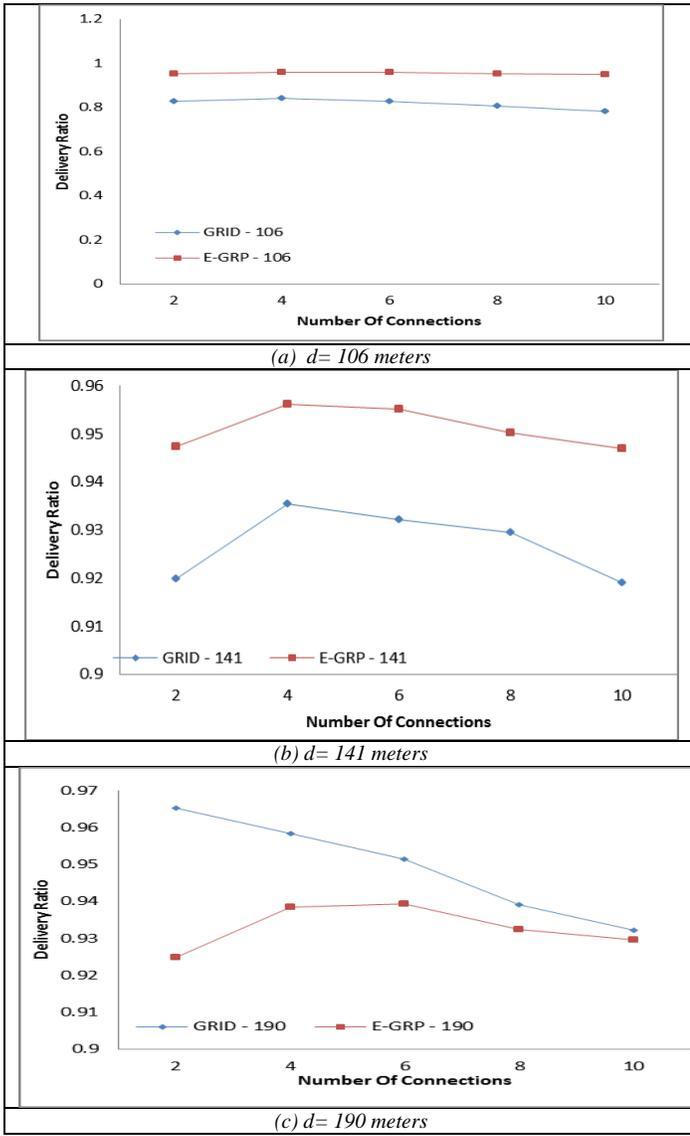 1.2
1
0.8
0.6
0.4
0.2
0
Delivery Ratio
GRID - 106
E-GRP - 106
2 4 6 8 10
Number Of Connections
(a) d= 106 meters
0.96
0.95
0.94
0.93
0.92
0.91
0.9
Delivery Ratio
GRID - 141 E-GRP - 141
2 4 6 8 10
Number Of Connections
(b) d= 141 meters
0.97
0.96
0.95
0.94
0.93
0.92
0.91
0.9
Delivery Ratio
GRID - 190 E-GRP - 190
2 4 6 8 10
Number Of Connections
(c) d= 190 meters